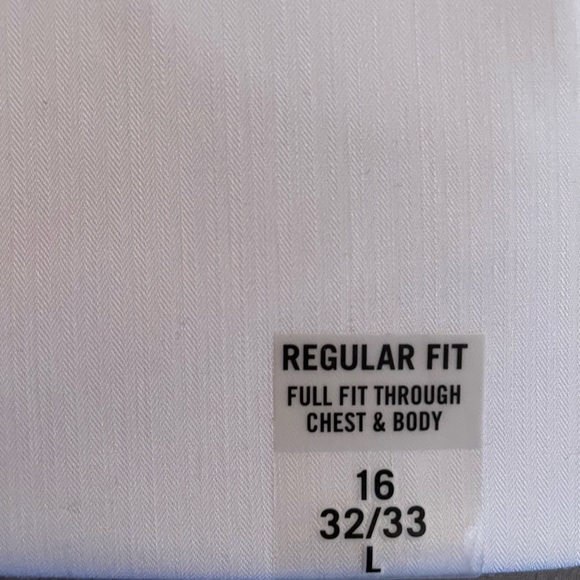 REGULAR FIT
FULL FIT THROUGH
CHEST & BODY
16
32/33
L